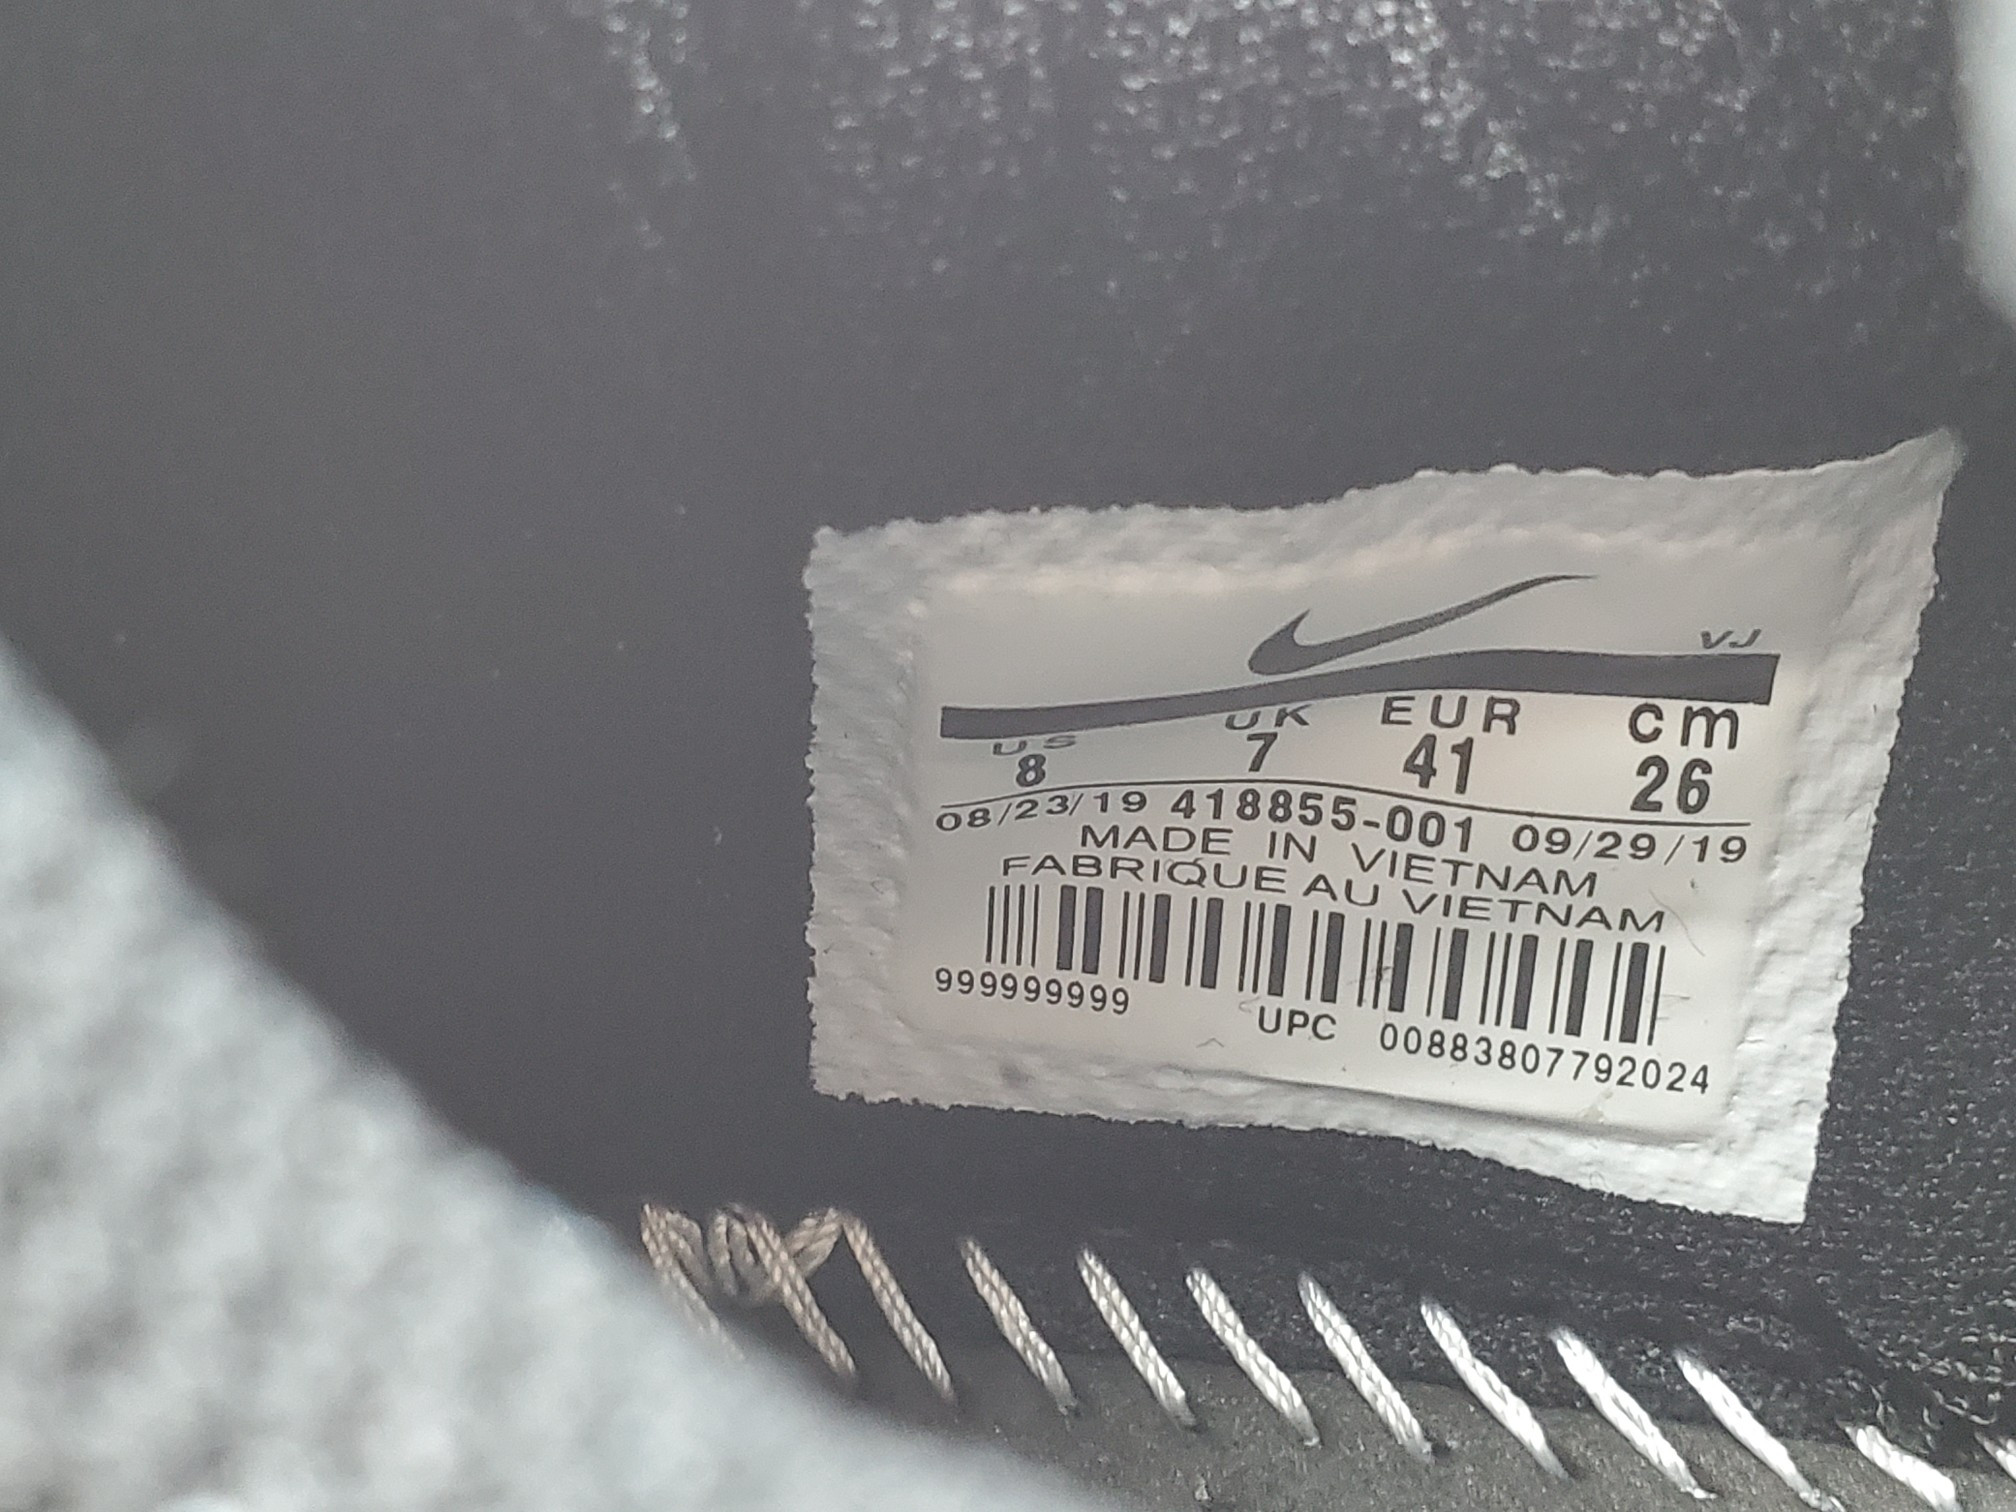 VJ
US UK EUR cm
8 7 41 26
08/23/19 418855-001 09/29/19
MADE IN VIETNAM
FABRIQUE AU VIETNAM
999999999 UPC 00883807792024